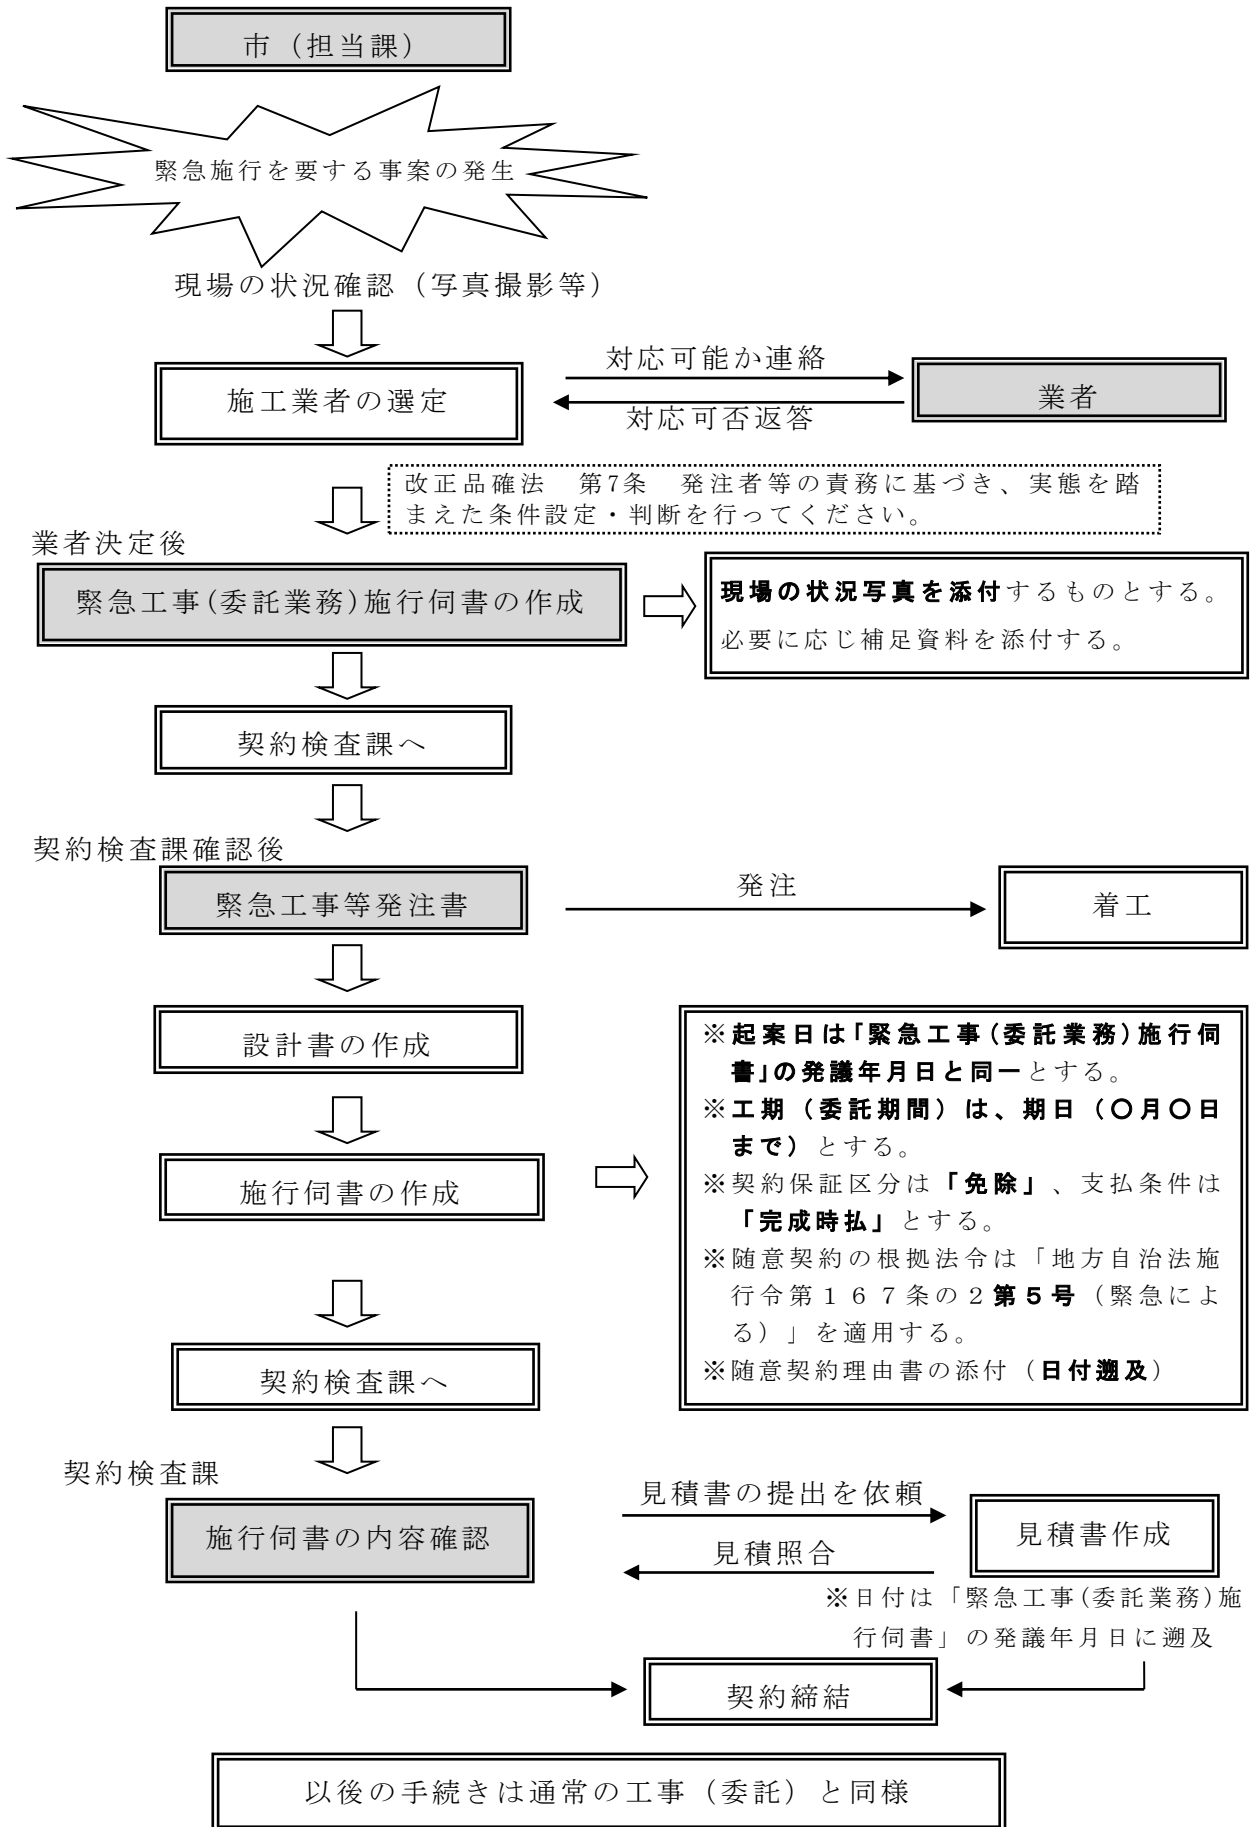 市（担当課）
緊急施行を要する事案の発生
現場の状況確認（写真撮影等）
対応可能か連絡
施工業者の選定
業者
対応可否返答
改正品確法　第7条　発注者等の責務に基づき、実態を踏
まえた条件設定・判断を行ってください。
業者決定後
緊急工事(委託業務)施行伺書の作成
現場の状況写真を添付するものとする。
必要に応じ補足資料を添付する。
契約検査課へ
契約検査課確認後
緊急工事等発注書
発注
着工
設計書の作成
※起案日は「緊急工事(委託業務)施行伺
書」の発議年月日と同一とする。
※工期（委託期間）は、期日（〇月〇日
まで）とする。
施行伺書の作成
※契約保証区分は「免除」、支払条件は
「完成時払」とする。
※随意契約の根拠法令は「地方自治法施
行令第１６７条の２第５号（緊急によ
る）」を適用する。
※随意契約理由書の添付（日付遡及）
契約検査課へ
契約検査課
施行伺書の内容確認
見積書の提出を依頼
見積照合
見積書作成
※日付は「緊急工事(委託業務)施
行伺書」の発議年月日に遡及
契約締結
以後の手続きは通常の工事（委託）と同様